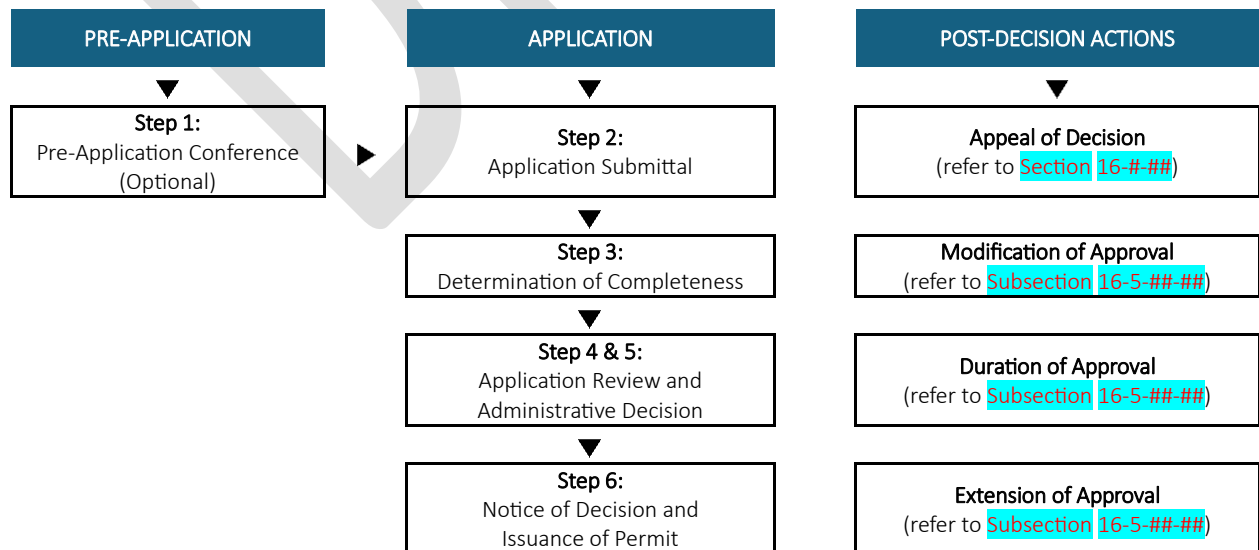 PRE-APPLICATION
Step 1:
Pre-Application Conference
(Optional)
APPLICATION
Step 2:
Application Submittal
Step 3:
Determination of Completeness
Step 4 & 5:
Application Review and
Administrative Decision
Step 6:
Notice of Decision and
Issuance of Permit
POST-DECISION ACTIONS
Appeal of Decision
(refer to Section 16-#-##)
Modification of Approval
(refer to Subsection 16-5-##-##)
Duration of Approval
(refer to Subsection 16-5-##-##)
Extension of Approval
(refer to Subsection 16-5-##-##)